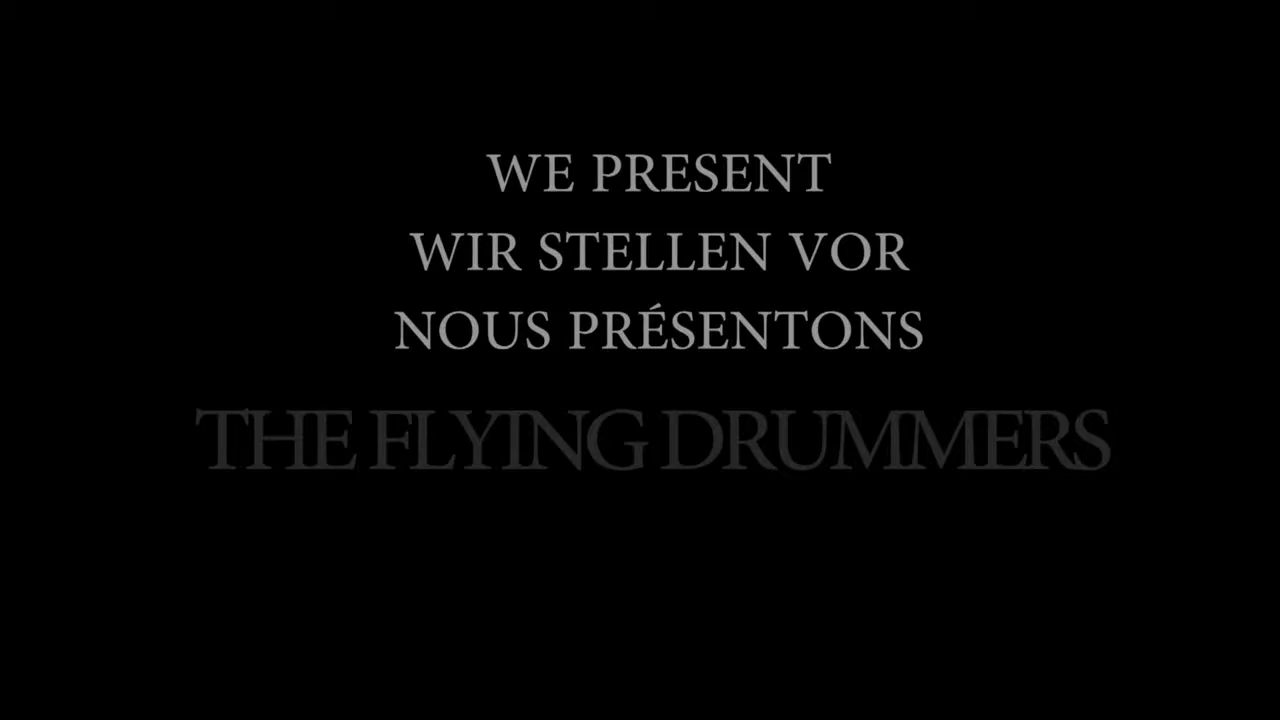 WE PRESENT
WIR STELLEN VOR
NOUS PRÉSENTONS
THE FLYING DRUMMERS